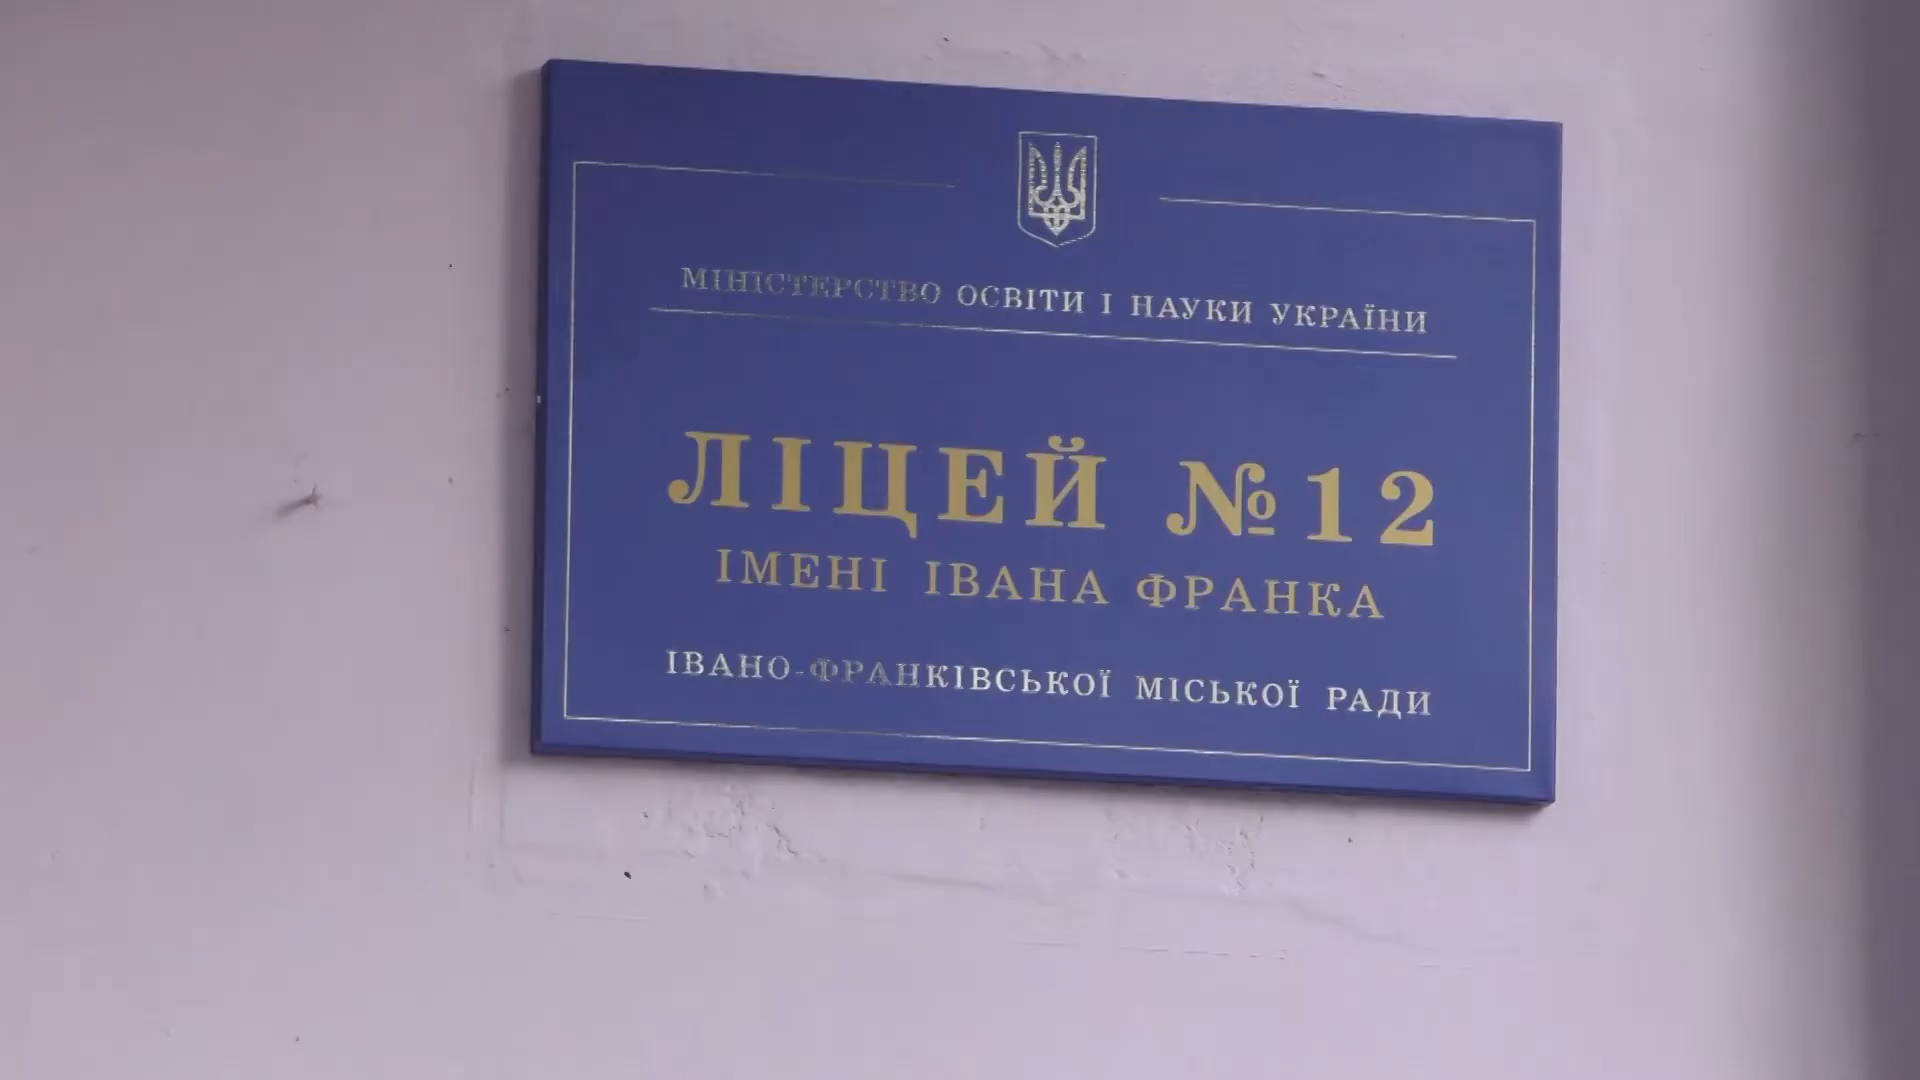 МІНІСТЕРСТВО ОСВІТИ І НАУКИ УКРАЇНИ
ЛІЦЕЙ №12
ІМЕНІ ІВАНА ФРАНКА
ІВАНО-ФРАНКІВСЬКОЇ МІСЬКОЇ РАДИ